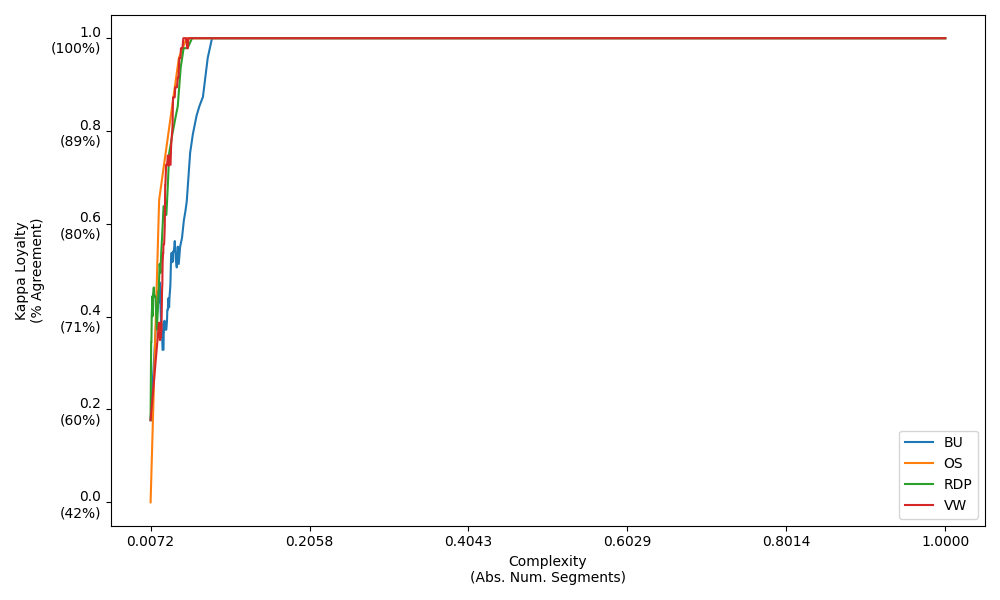 1.0
(100%)
0.8
(89%)
0.6
(80%)
0.4
(71%)
0.2
(60%)
0.0
(42%)
Kappa Loyalty
(% Agreement)
0.0072 0.2058 0.4043 0.6029 0.8014 1.0000
Complexity
(Abs. Num. Segments)
BU
OS
RDP
VW